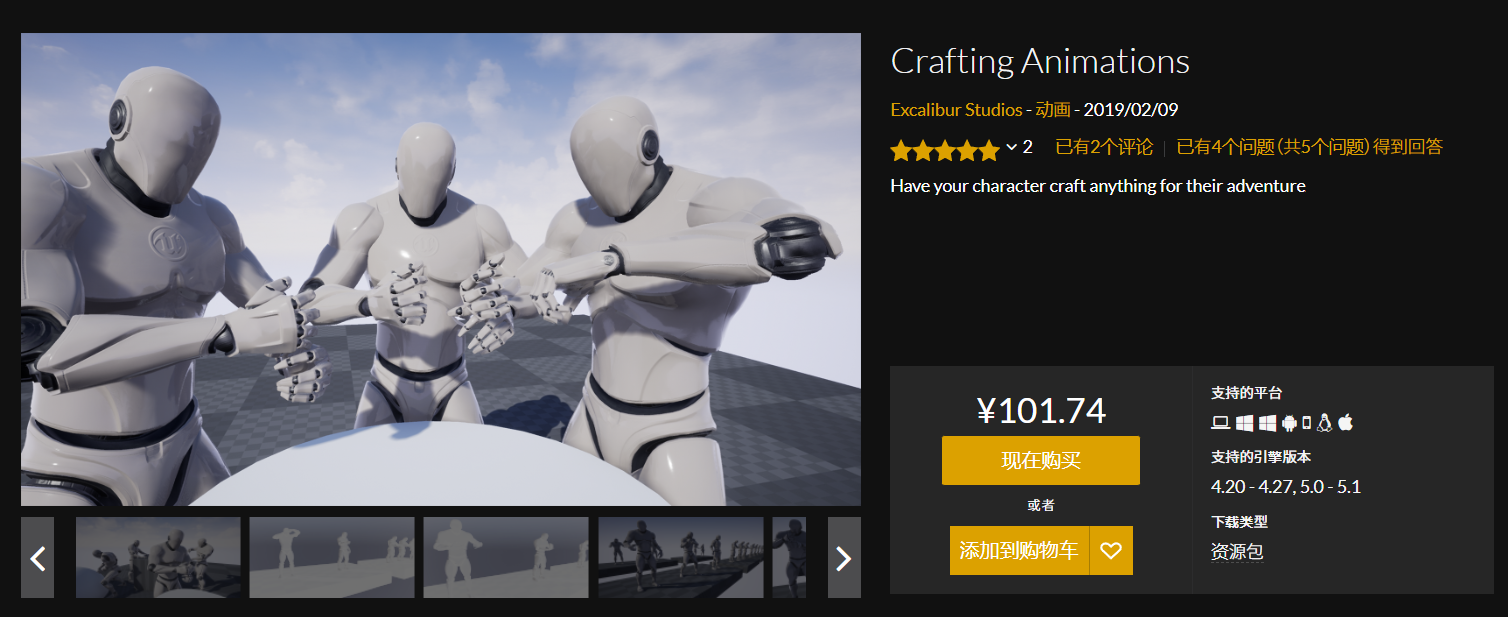 Crafting Animations
Excalibur Studios - 动画 - 2019/02/09
2 已有2个评论 | 已有4个问题 (共5个问题) 得到回答
Have your character craft anything for their adventure
¥101.74
现在购买
或者
添加到购物车
支持的平台
支持的引擎版本
4.20 - 4.27, 5.0 - 5.1
下载类型
资源包